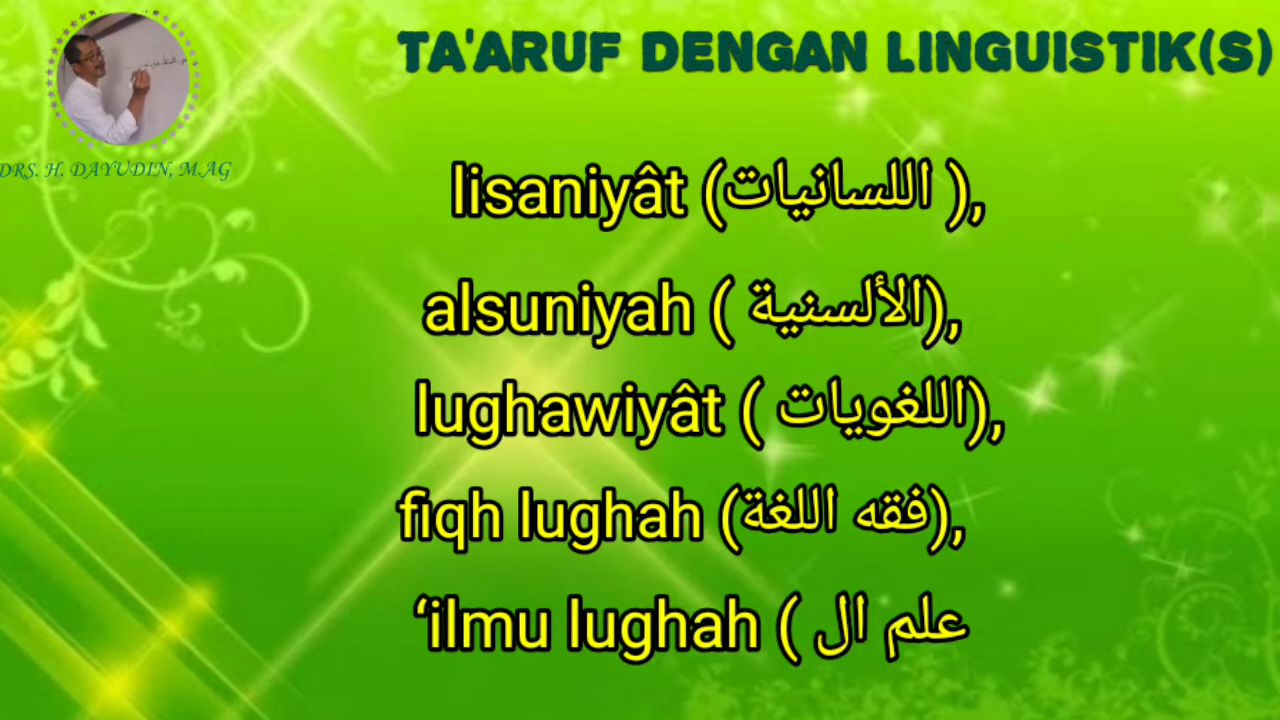 TA'ARUF DENGAN LINGUISTIK(S)
DRS. H. DAYUDIN, M.AG
lisaniyât (اللسانيات ),
alsuniyah ( الألسنية),
lughawiyât ( اللغويات),
fiqh lughah (فقه اللغة),
‘ilmu lughah ( علم ال